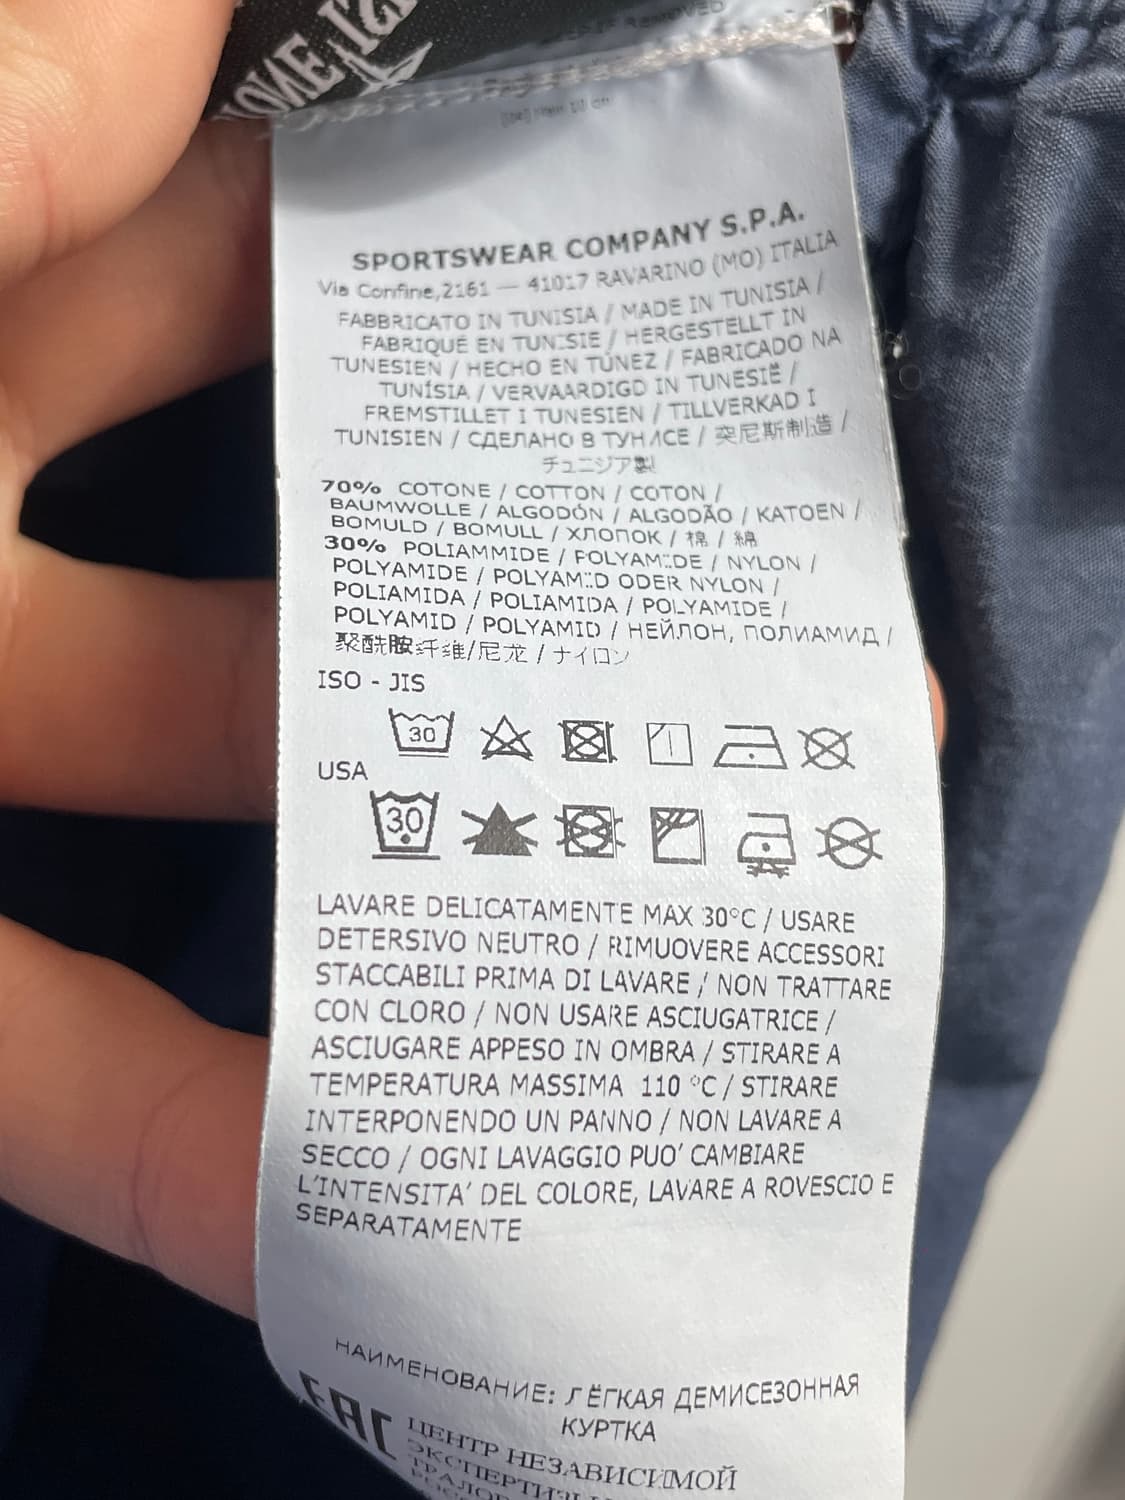 REMOVED
SPORTSWEAR COMPANY S.P.A.
Via Confine,2161 — 41017 RAVARINO (MO) ITALIA
FABBRICATO IN TUNISIA / MADE IN TUNISIA /
FABRIQUÉ EN TUNISIE / HERGESTELLT IN
TUNESIEN / HECHO EN TÚNEZ / FABRICADO NA
TUNÍSIA / VERVAARDIGD IN TUNESIË /
FREMSTILLET I TUNESIEN / TILLVERKAD I
TUNISIEN / СДЕЛАНО В ТУНИСЕ / 突尼斯制造 /
チュニジア製
70% COTONE / COTTON / COTON /
BAUMWOLLE / ALGODÓN / ALGODÃO / KATOEN /
BOMULD / BOMULL / ХЛОПОК / 棉 / 綿
30% POLIAMMIDE / POLYAMIDE / NYLON /
POLYAMIDE / POLYAMID ODER NYLON /
POLIAMIDA / POLIAMIDA / POLYAMIDE /
POLYAMID / POLYAMID / НЕЙЛОН, ПОЛИАМИД /
聚酰胺纤维/尼龙 / ナイロン
ISO - JIS
30
USA
30
LAVARE DELICATAMENTE MAX 30°C / USARE
DETERSIVO NEUTRO / RIMUOVERE ACCESSORI
STACCABILI PRIMA DI LAVARE / NON TRATTARE
CON CLORO / NON USARE ASCIUGATRICE /
ASCIUGARE APPESO IN OMBRA / STIRARE A
TEMPERATURA MASSIMA 110 °C / STIRARE
INTERPONENDO UN PANNO / NON LAVARE A
SECCO / OGNI LAVAGGIO PUO' CAMBIARE
L'INTENSITA' DEL COLORE, LAVARE A ROVESCIO E
SEPARATAMENTE
НАИМЕНОВАНИЕ: ЛЁГКАЯ ДЕМИСЕЗОННАЯ
КУРТКА
EAC
ЦЕНТР НЕЗАВИСИМОЙ